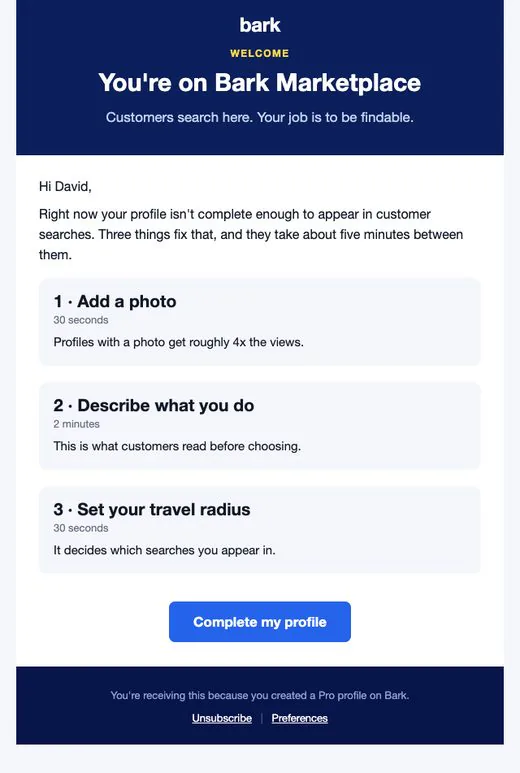 bark
WELCOME
You're on Bark Marketplace
Customers search here. Your job is to be findable.
Hi David,
Right now your profile isn't complete enough to appear in customer
searches. Three things fix that, and they take about five minutes between
them.
1 · Add a photo
30 seconds
Profiles with a photo get roughly 4x the views.
2 · Describe what you do
2 minutes
This is what customers read before choosing.
3 · Set your travel radius
30 seconds
It decides which searches you appear in.
Complete my profile
You're receiving this because you created a Pro profile on Bark.
Unsubscribe | Preferences